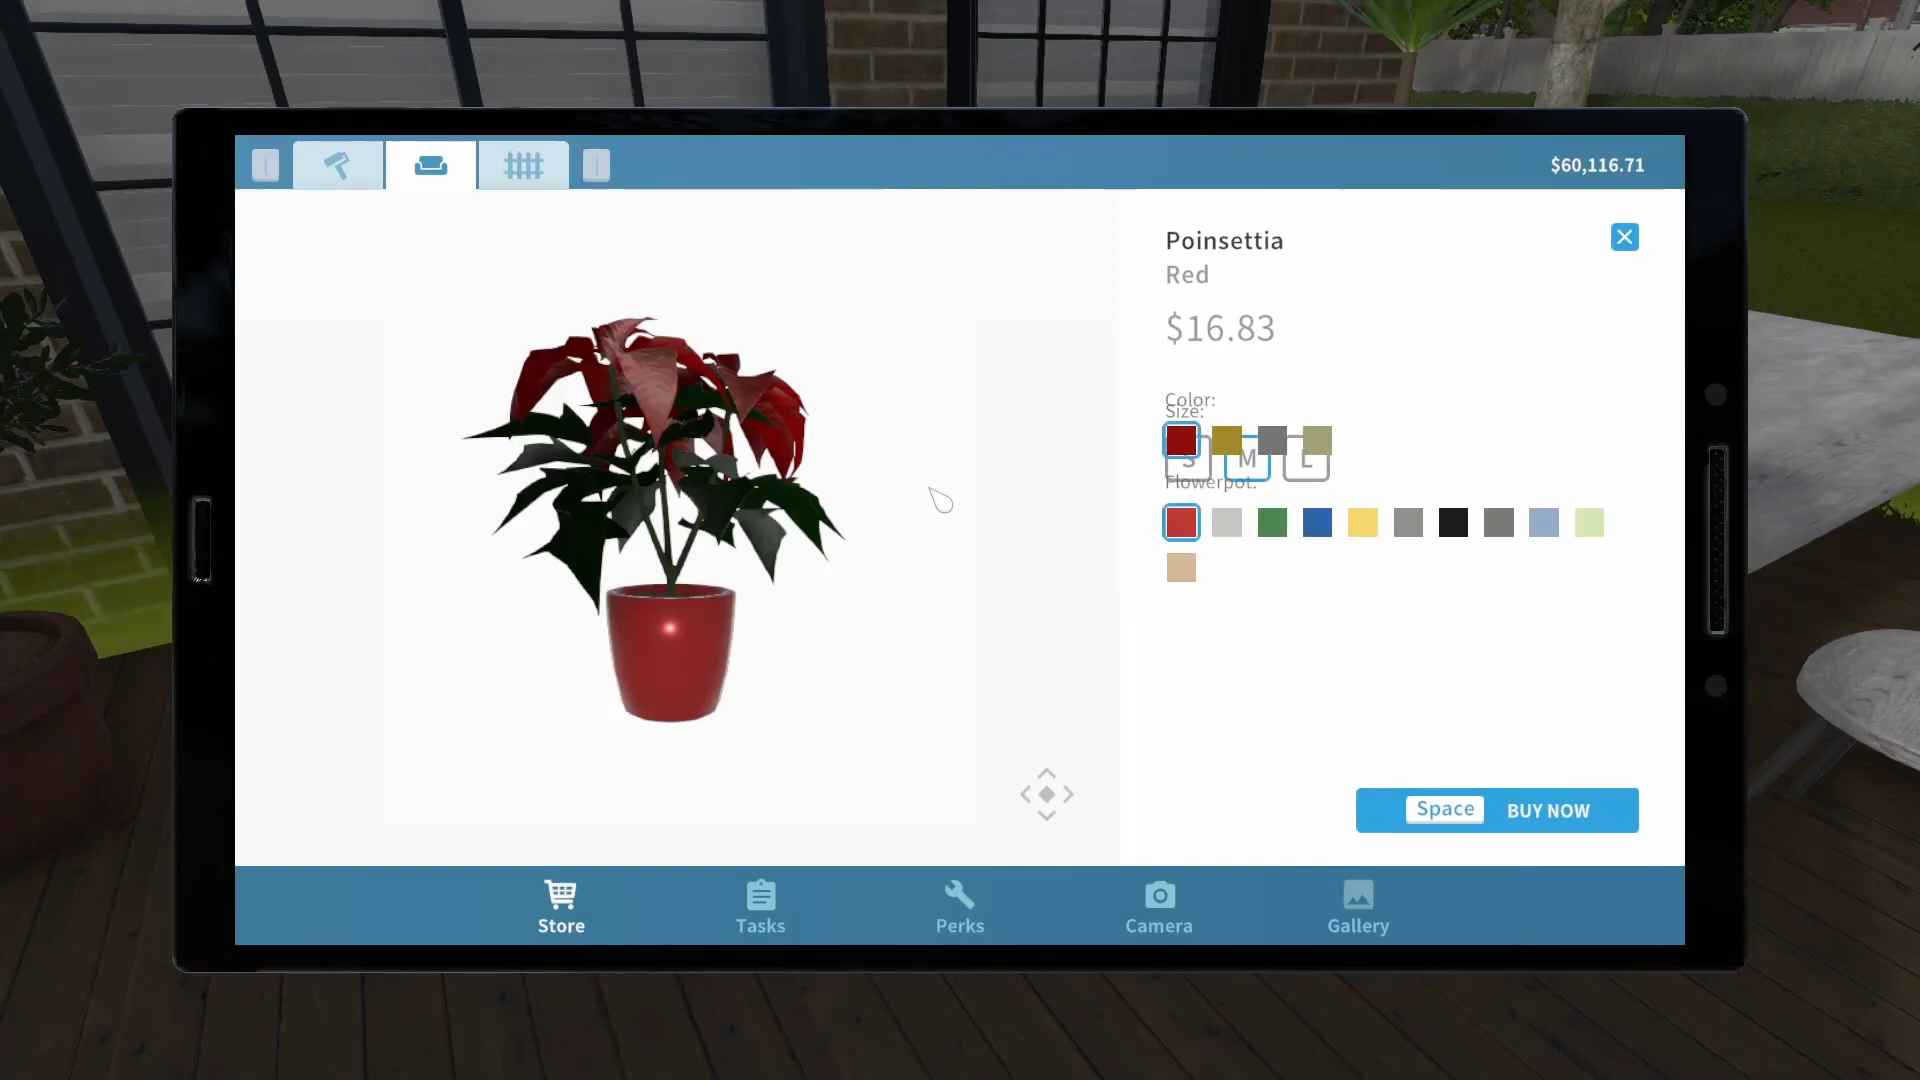 $60,116.71
Poinsettia
Red
$16.83
Color:
Size:
S M L
Flowerpot:
Space BUY NOW
Store Tasks Perks Camera Gallery